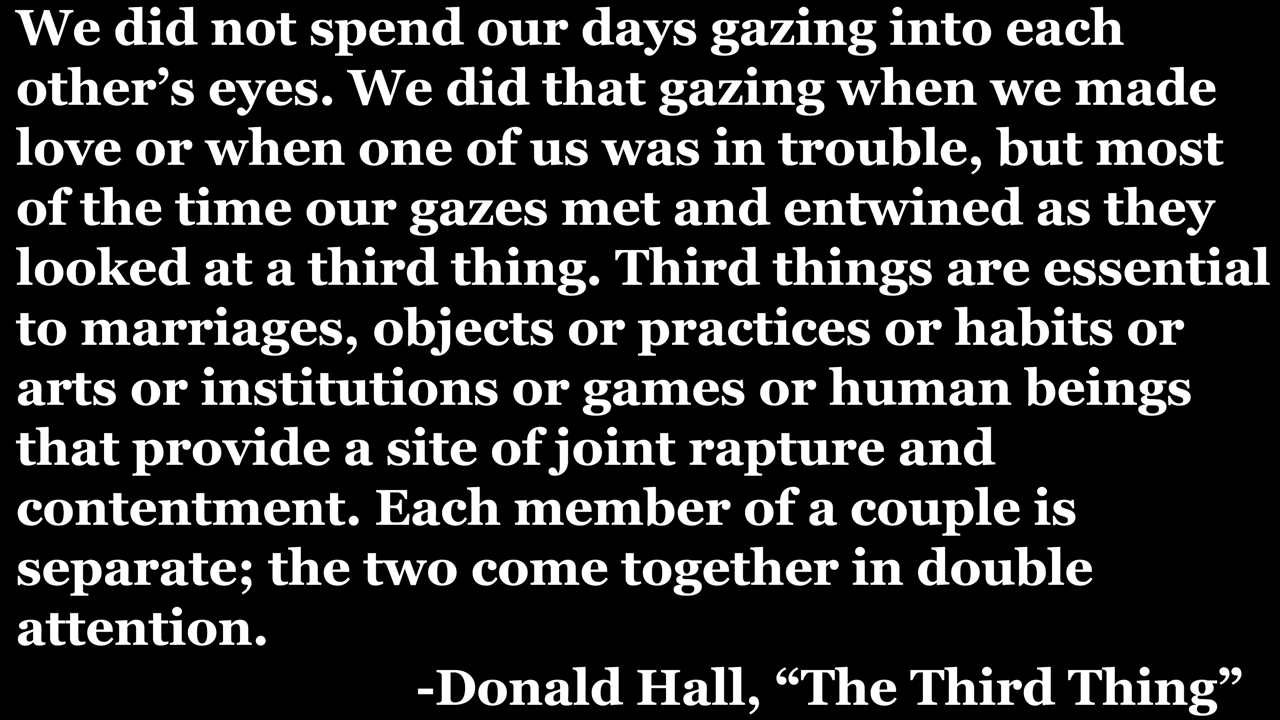 We did not spend our days gazing into each
other’s eyes. We did that gazing when we made
love or when one of us was in trouble, but most
of the time our gazes met and entwined as they
looked at a third thing. Third things are essential
to marriages, objects or practices or habits or
arts or institutions or games or human beings
that provide a site of joint rapture and
contentment. Each member of a couple is
separate; the two come together in double
attention.
-Donald Hall, “The Third Thing”